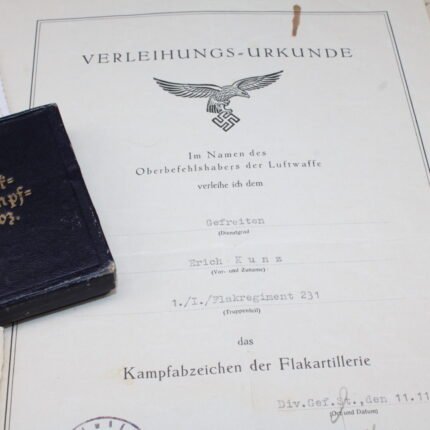 VERLEIHUNGS-URKUNDE
Im Namen des
Oberbefehlshabers der Luftwaffe
verleihe ich dem
Gefreiten
(Dienstgrad
Erich Kunz
(Vor- und Zuname)
1./I./Flakregiment 231
(Truppenteil)
das
Kampfabzeichen der Flakartillerie
Div.Gef.St., den 11.11
(Ort und Datum)